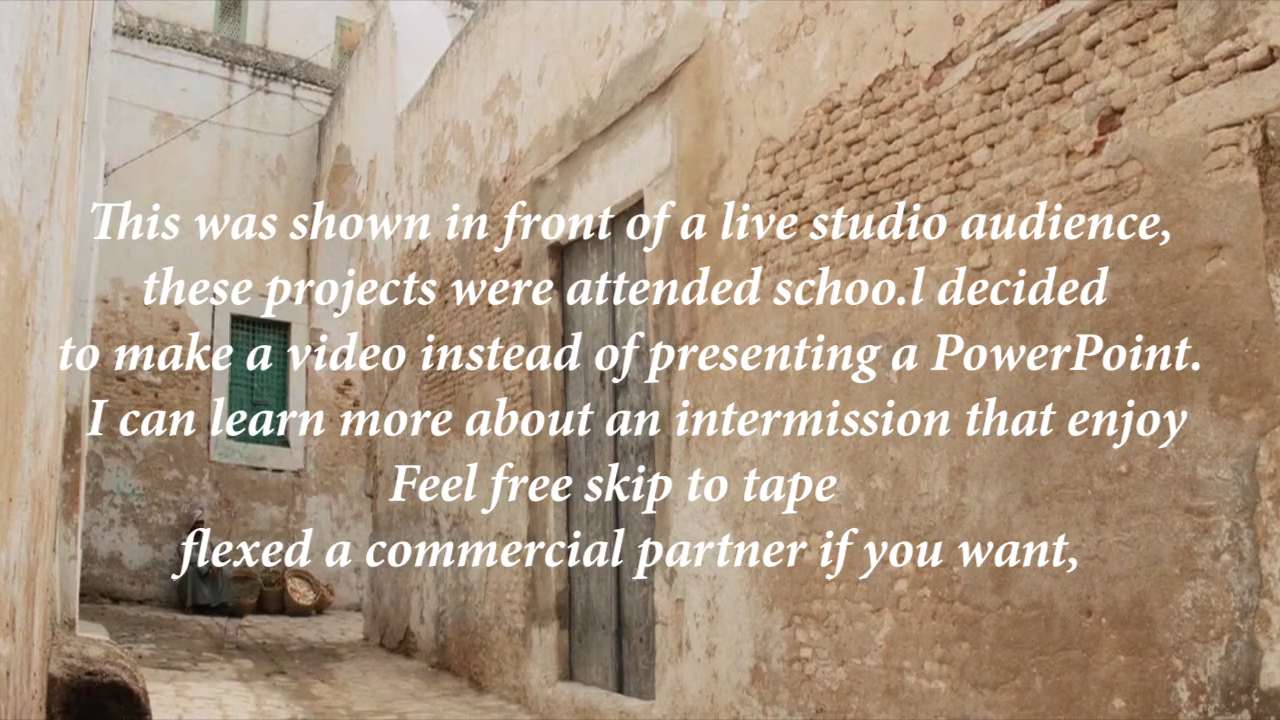 This was shown in front of a live studio audience,
these projects were attended schoo.l decided
to make a video instead of presenting a PowerPoint.
I can learn more about an intermission that enjoy
Feel free skip to tape
flexed a commercial partner if you want,